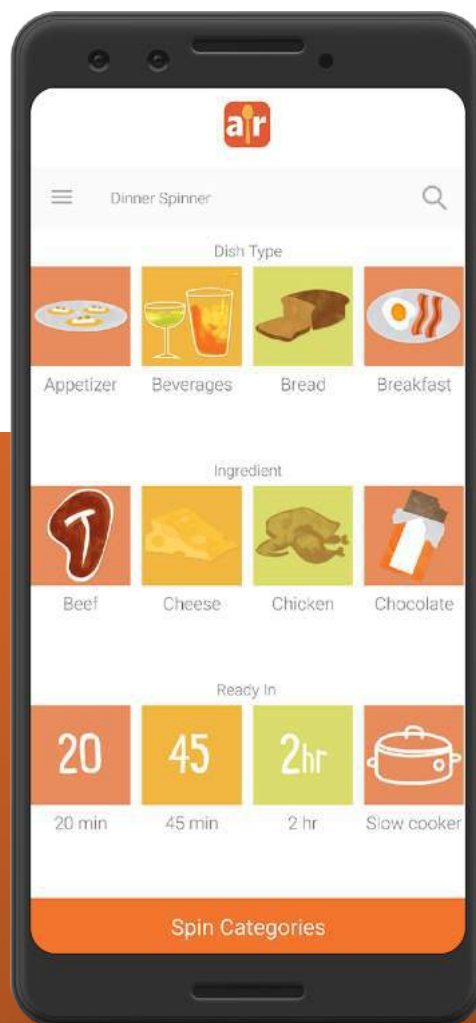 ar
Dinner Spinner
Dish Type
Appetizer Beverages Bread Breakfast
Ingredient
Beef Cheese Chicken Chocolate
Ready In
20 45 2hr
20 min 45 min 2 hr Slow cooker
Spin Categories